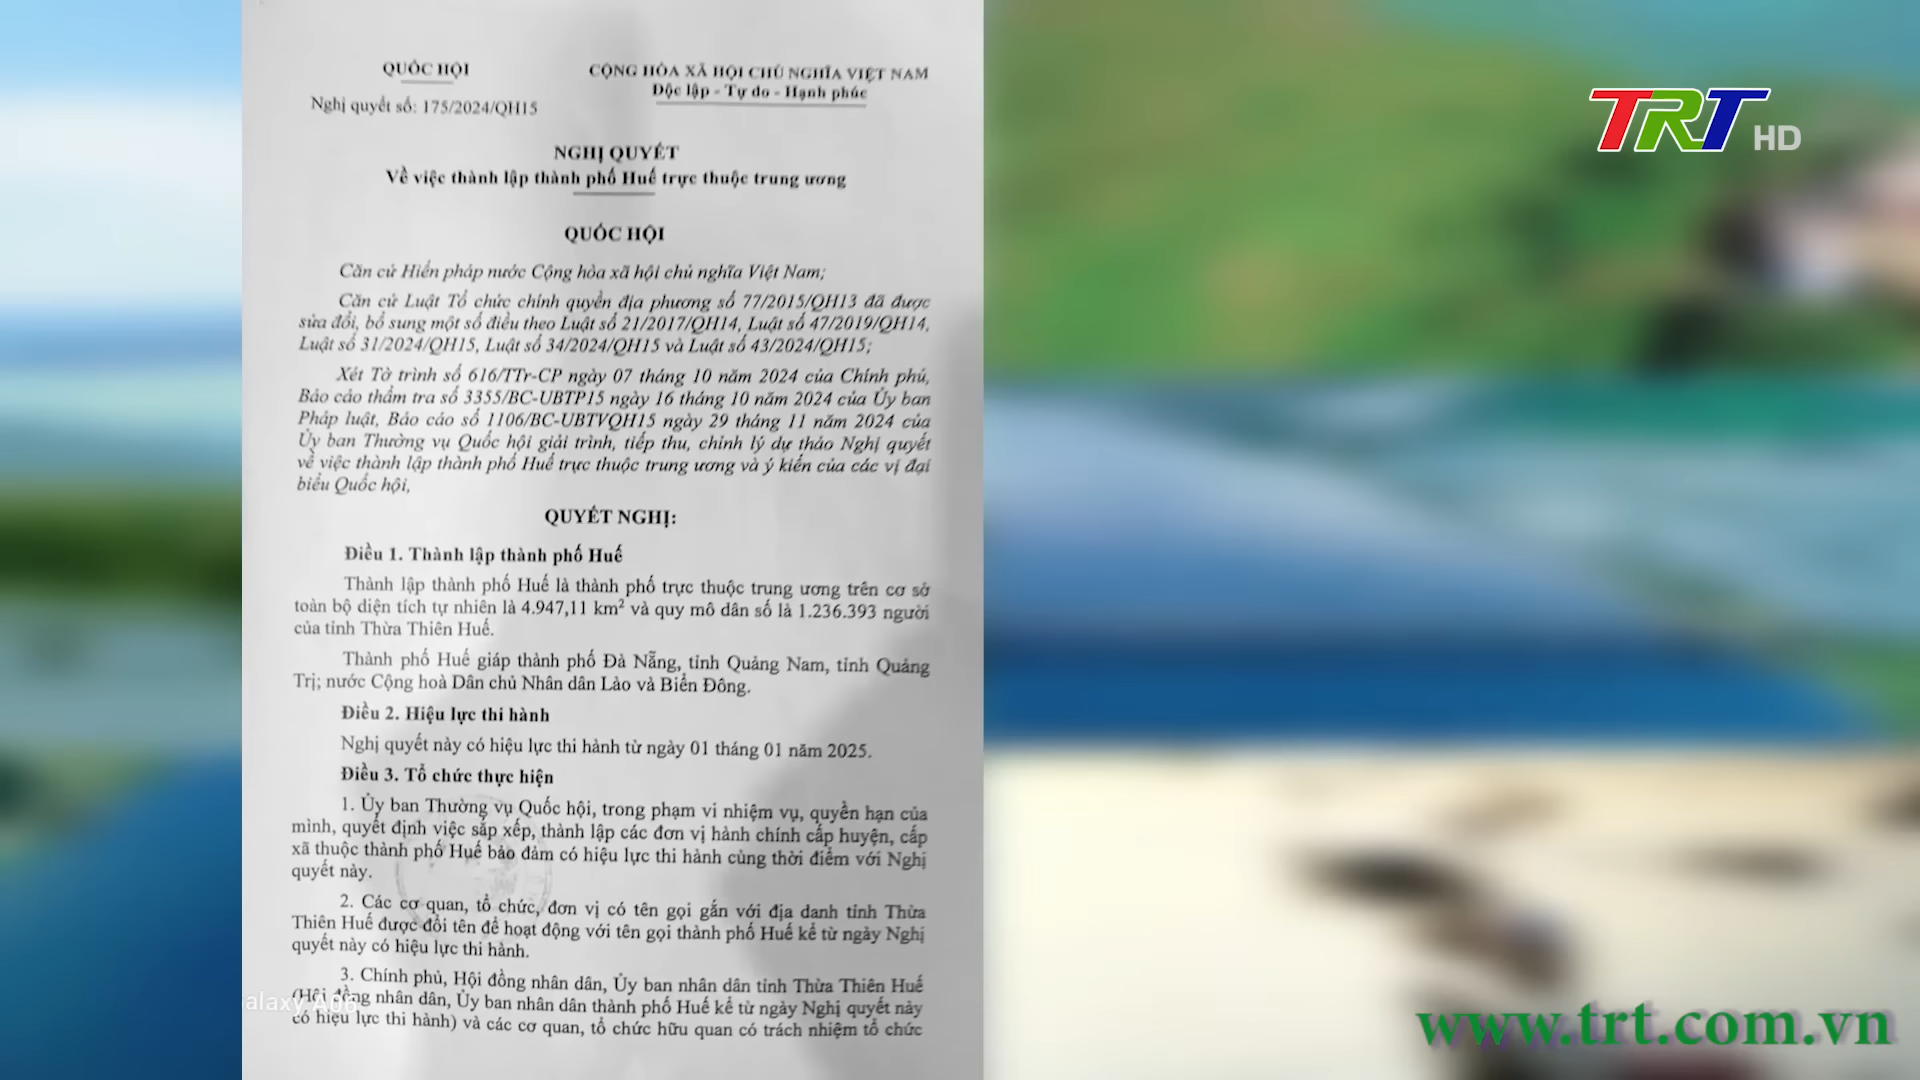 QUỐC HỘI
CỘNG HÒA XÃ HỘI CHỦ NGHĨA VIỆT NAM
Độc lập - Tự do - Hạnh phúc
Nghị quyết số: 175/2024/QH15
NGHỊ QUYẾT
Về việc thành lập thành phố Huế trực thuộc trung ương
QUỐC HỘI
Căn cứ Hiến pháp nước Cộng hòa xã hội chủ nghĩa Việt Nam;
Căn cứ Luật Tổ chức chính quyền địa phương số 77/2015/QH13 đã được
sửa đổi, bổ sung một số điều theo Luật số 21/2017/QH14, Luật số 47/2019/QH14,
Luật số 31/2024/QH15, Luật số 34/2024/QH15 và Luật số 43/2024/QH15;
Xét Tờ trình số 616/TTr-CP ngày 07 tháng 10 năm 2024 của Chính phủ,
Báo cáo thẩm tra số 3355/BC-UBTP15 ngày 16 tháng 10 năm 2024 của Ủy ban
Pháp luật, Báo cáo số 1106/BC-UBTVQH15 ngày 29 tháng 11 năm 2024 của
Ủy ban Thường vụ Quốc hội giải trình, tiếp thu, chỉnh lý dự thảo Nghị quyết
về việc thành lập thành phố Huế trực thuộc trung ương và ý kiến của các vị đại
biểu Quốc hội,
QUYẾT NGHỊ:
Điều 1. Thành lập thành phố Huế
Thành lập thành phố Huế là thành phố trực thuộc trung ương trên cơ sở
toàn bộ diện tích tự nhiên là 4.947,11 km² và quy mô dân số là 1.236.393 người
của tỉnh Thừa Thiên Huế.
Thành phố Huế giáp thành phố Đà Nẵng, tỉnh Quảng Nam, tỉnh Quảng
Trị; nước Cộng hoà Dân chủ Nhân dân Lào và Biển Đông.
Điều 2. Hiệu lực thi hành
Nghị quyết này có hiệu lực thi hành từ ngày 01 tháng 01 năm 2025.
Điều 3. Tổ chức thực hiện
1. Ủy ban Thường vụ Quốc hội, trong phạm vi nhiệm vụ, quyền hạn của
mình, quyết định việc sắp xếp, thành lập các đơn vị hành chính cấp huyện, cấp
xã thuộc thành phố Huế bảo đảm có hiệu lực thi hành cùng thời điểm với Nghị
quyết này.
2. Các cơ quan, tổ chức, đơn vị có tên gọi gắn với địa danh tỉnh Thừa
Thiên Huế được đổi tên để hoạt động với tên gọi thành phố Huế kể từ ngày Nghị
quyết này có hiệu lực thi hành.
3. Chính phủ, Hội đồng nhân dân, Ủy ban nhân dân tỉnh Thừa Thiên Huế
(Hội đồng nhân dân, Ủy ban nhân dân thành phố Huế kể từ ngày Nghị quyết này
có hiệu lực thi hành) và các cơ quan, tổ chức hữu quan có trách nhiệm tổ chức
alaxy A06
TRT HD
www.trt.com.vn